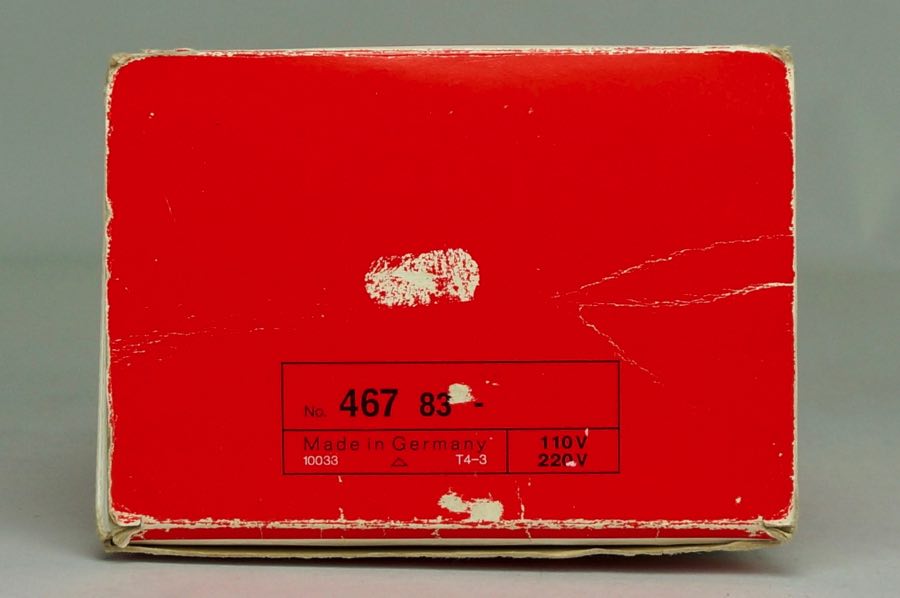 No. 467 83 -
Made in Germany
10033 T4-3
110V
220V